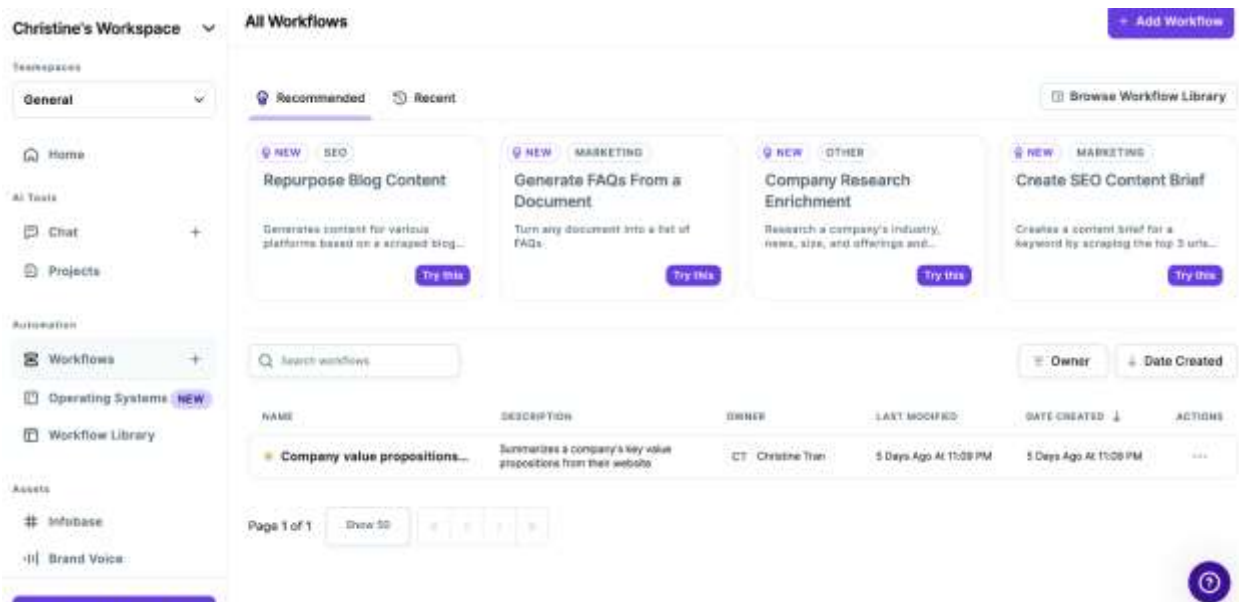 Christine's Workspace
Teamspaces
General
Home
AI Tools
Chat
Projects
Automation
Workflows
Operating Systems NEW
Workflow Library
Assets
Infobase
Brand Voice
All Workflows
+ Add Workflow
Recommended
Recent
Browse Workflow Library
NEW SEO
Repurpose Blog Content
Generates content for various
platforms based on a scraped blog...
Try this
NEW MARKETING
Generate FAQs From a
Document
Turn any document into a list of
FAQs
Try this
NEW OTHER
Company Research
Enrichment
Research a company's industry,
news, size, and offerings and...
Try this
NEW MARKETING
Create SEO Content Brief
Creates a content brief for a
keyword by scraping the top 3 urls...
Try this
Search workflows
Owner
Date Created
NAME DESCRIPTION OWNER LAST MODIFIED DATE CREATED ACTIONS
Company value propositions...
Summarizes a company's key value
propositions from their website
CT Christine Tran
5 Days Ago At 11:09 PM
5 Days Ago At 11:08 PM
Page 1 of 1
Show 50